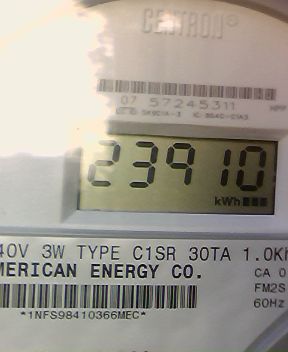 CENTRON®
07 57245311
23910
kWh
40V 3W TYPE C1SR 30TA 1.0Kh
MERICAN ENERGY CO.
CA 0
FM2S
60Hz
*1NFS98410366MEC*